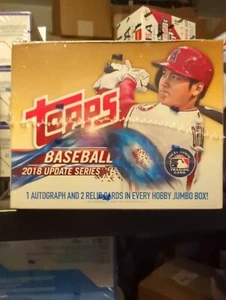 Topps
BASEBALL
2018 UPDATE SERIES
1 AUTOGRAPH AND 2 RELIC CARDS IN EVERY HOBBY JUMBO BOX!